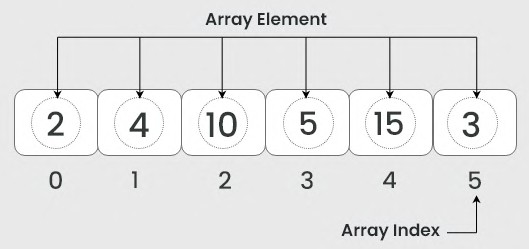 Array Element
2 4 10 5 15 3
0 1 2 3 4 5
Array Index